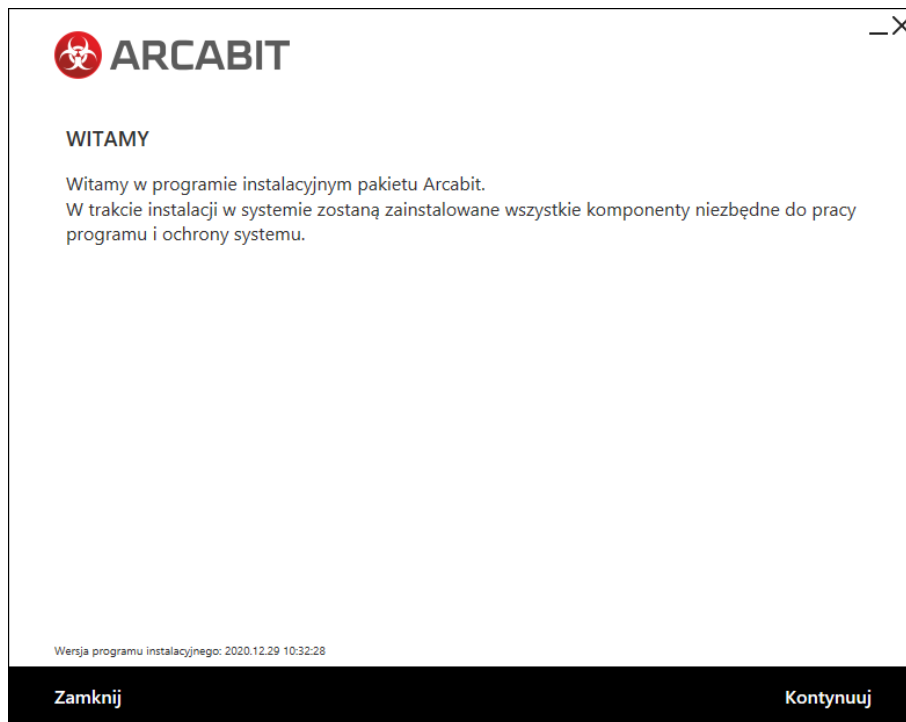 ARCABIT
WITAMY
Witamy w programie instalacyjnym pakietu Arcabit.
W trakcie instalacji w systemie zostaną zainstalowane wszystkie komponenty niezbędne do pracy
programu i ochrony systemu.
Wersja programu instalacyjnego: 2020.12.29 10:32:28
Zamknij
Kontynuuj